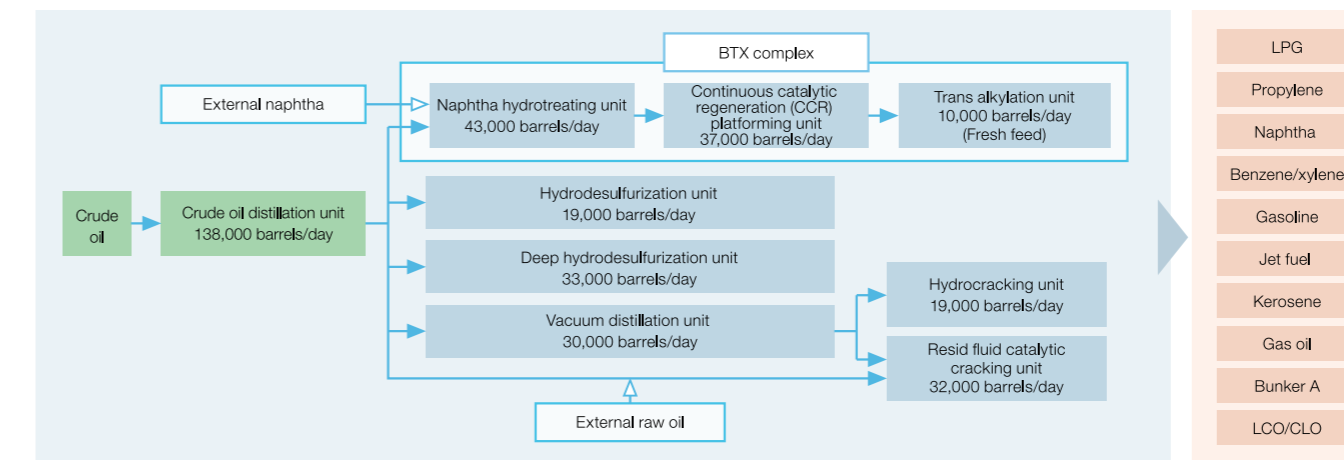 BTX complex
External naphtha
Naphtha hydrotreating unit
43,000 barrels/day
Continuous catalytic
regeneration (CCR)
platforming unit
37,000 barrels/day
Trans alkylation unit
10,000 barrels/day
(Fresh feed)
Crude
oil
Crude oil distillation unit
138,000 barrels/day
Hydrodesulfurization unit
19,000 barrels/day
Deep hydrodesulfurization unit
33,000 barrels/day
Vacuum distillation unit
30,000 barrels/day
Hydrocracking unit
19,000 barrels/day
Resid fluid catalytic
cracking unit
32,000 barrels/day
External raw oil
LPG
Propylene
Naphtha
Benzene/xylene
Gasoline
Jet fuel
Kerosene
Gas oil
Bunker A
LCO/CLO